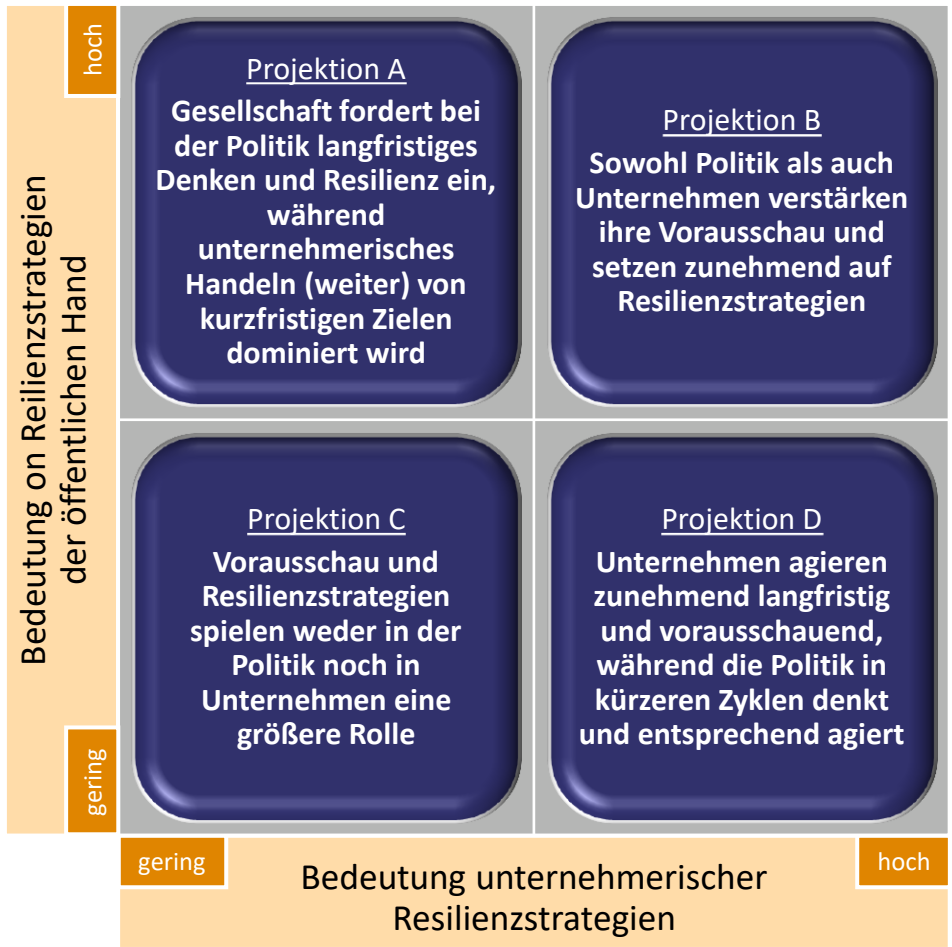 hoch
Bedeutung on Reilienzstrategien
der öffentlichen Hand
gering
Projektion A
Gesellschaft fordert bei
der Politik langfristiges
Denken und Resilienz ein,
während
unternehmerisches
Handeln (weiter) von
kurzfristigen Zielen
dominiert wird
Projektion B
Sowohl Politik als auch
Unternehmen verstärken
ihre Vorausschau und
setzen zunehmend auf
Resilienzstrategien
Projektion C
Vorausschau und
Resilienzstrategien
spielen weder in der
Politik noch in
Unternehmen eine
größere Rolle
Projektion D
Unternehmen agieren
zunehmend langfristig
und vorausschauend,
während die Politik in
kürzeren Zyklen denkt
und entsprechend agiert
gering
Bedeutung unternehmerischer
Resilienzstrategien
hoch